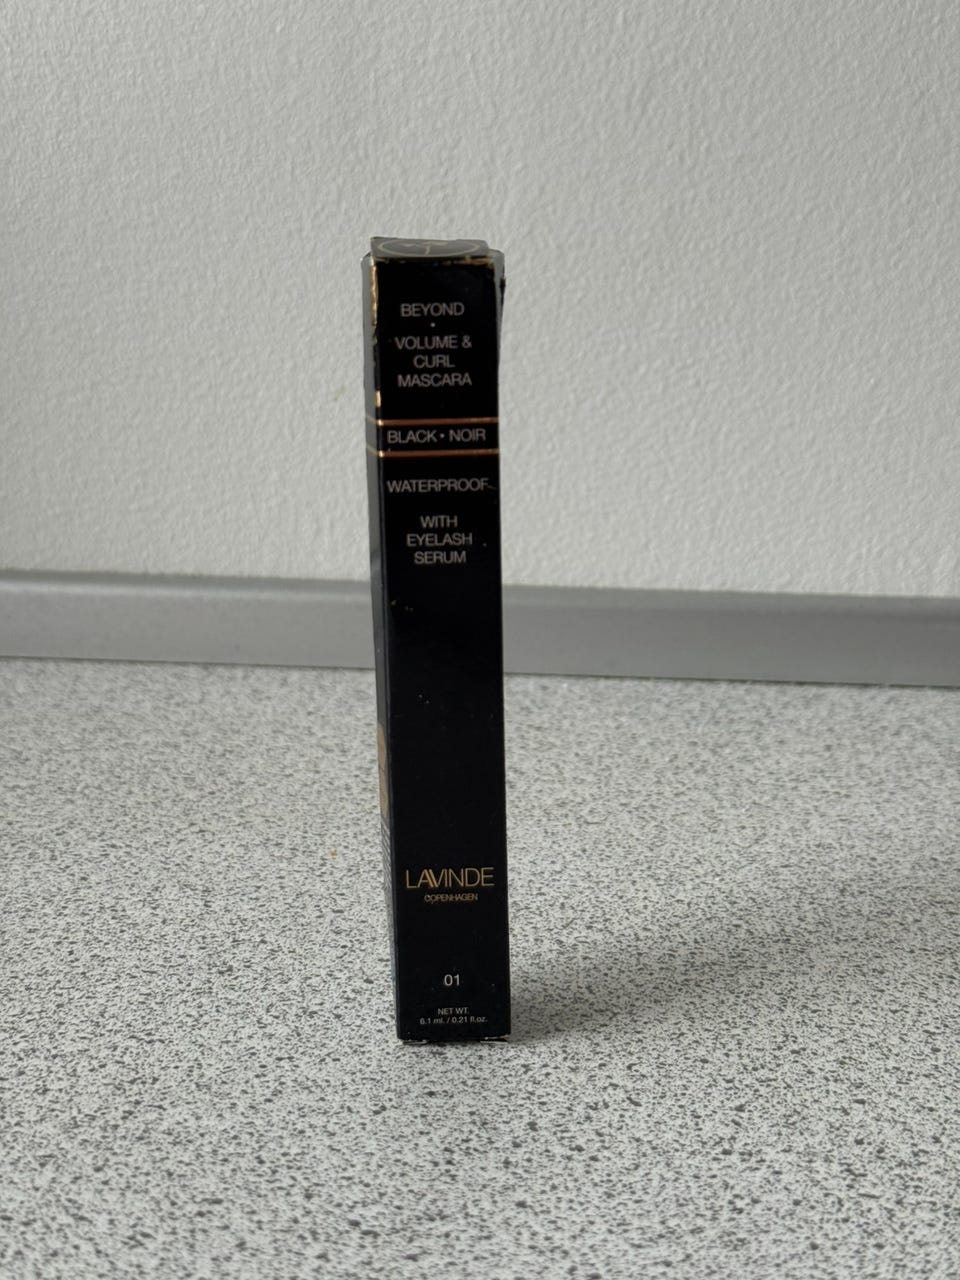 BEYOND
•
VOLUME &
CURL
MASCARA
BLACK • NOIR
WATERPROOF
WITH
EYELASH
SERUM
LAVINDE
COPENHAGEN
01
NET WT.
6.1 ml. / 0.21 fl.oz.